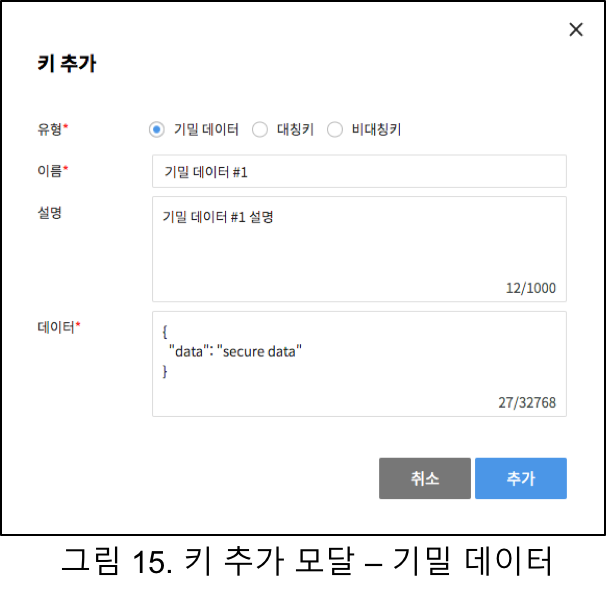 키 추가
유형* 기밀 데이터 대칭키 비대칭키
이름* 기밀 데이터 #1
설명 기밀 데이터 #1 설명
12/1000
데이터* {
"data": "secure data"
}
27/32768
취소 추가
그림 15. 키 추가 모달 – 기밀 데이터